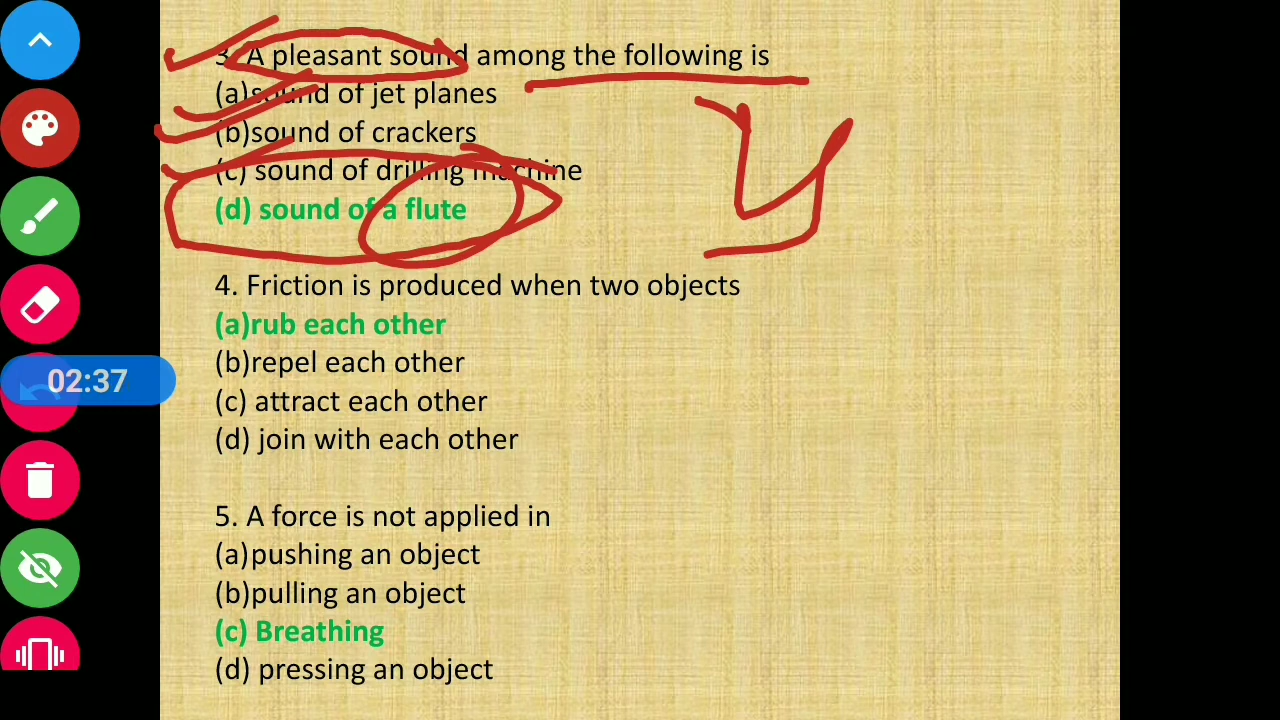 3. A pleasant sound among the following is
(a)sound of jet planes
(b)sound of crackers
(c) sound of drilling machine
(d) sound of a flute
4. Friction is produced when two objects
(a)rub each other
(b)repel each other
(c) attract each other
(d) join with each other
02:37
5. A force is not applied in
(a)pushing an object
(b)pulling an object
(c) Breathing
(d) pressing an object